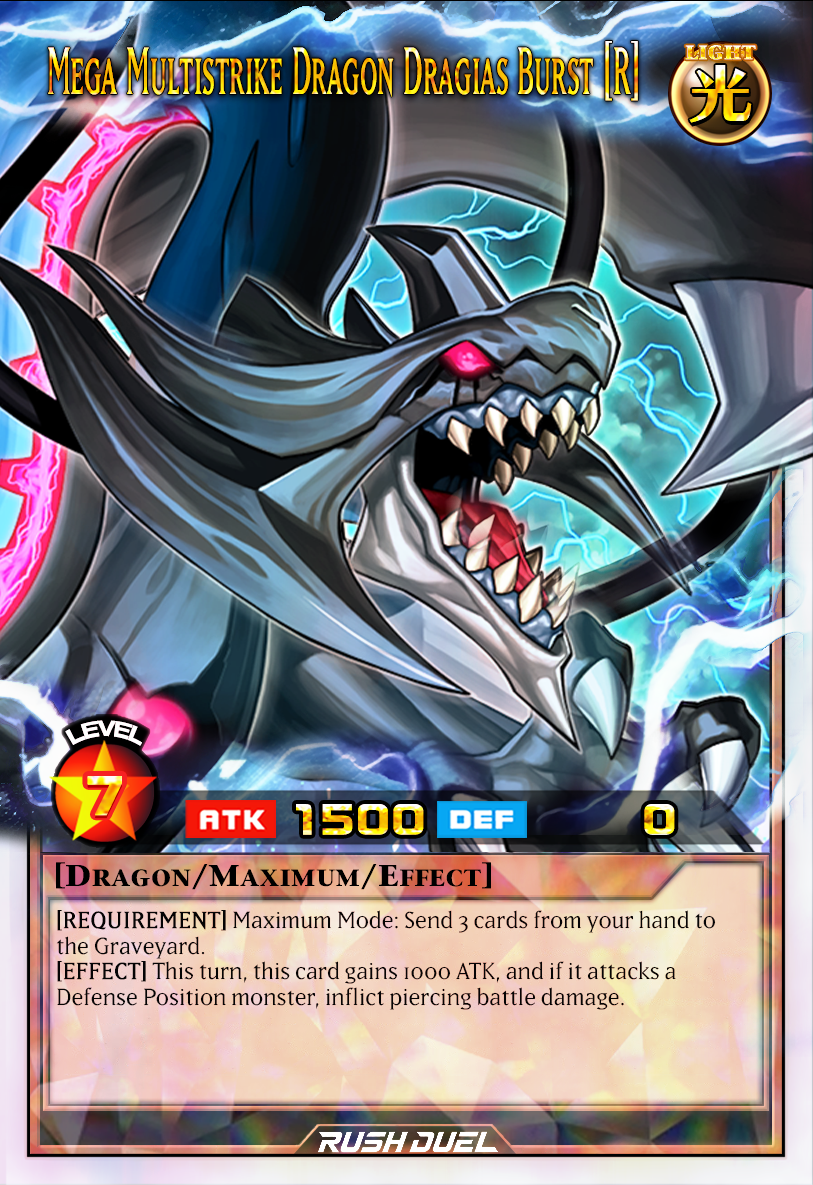 Mega Multistrike Dragon Dragias Burst [R]
LIGHT
光
LEVEL
7
ATK 1500 DEF 0
[Dragon/Maximum/Effect]
[REQUIREMENT] Maximum Mode: Send 3 cards from your hand to
the Graveyard.
[EFFECT] This turn, this card gains 1000 ATK, and if it attacks a
Defense Position monster, inflict piercing battle damage.
RUSH DUEL